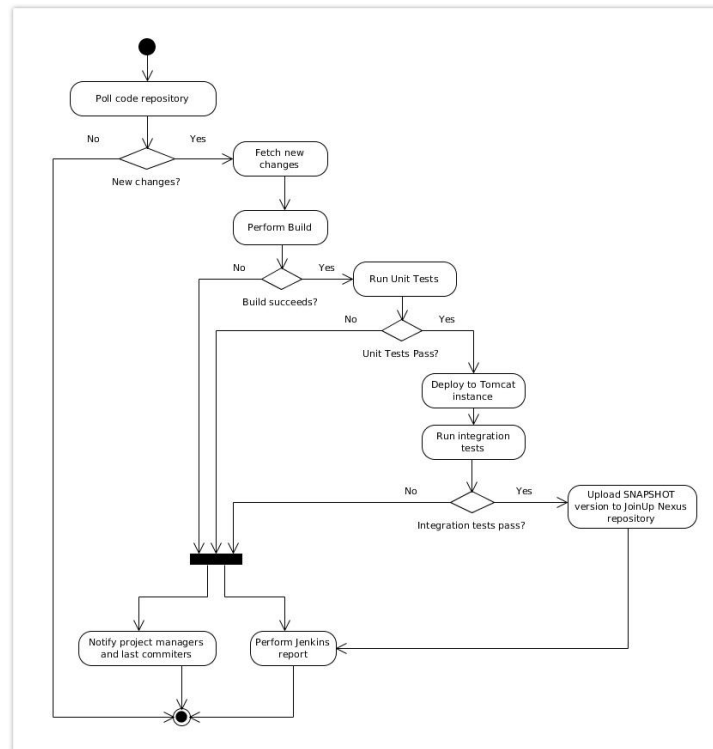 Poll code repository
No
Yes
New changes?
Fetch new
changes
Perform Build
No
Yes
Build succeeds?
Run Unit Tests
No
Yes
Unit Tests Pass?
Deploy to Tomcat
instance
Run integration
tests
No
Yes
Integration tests pass?
Upload SNAPSHOT
version to JoinUp Nexus
repository
Notify project managers
and last commiters
Perform Jenkins
report